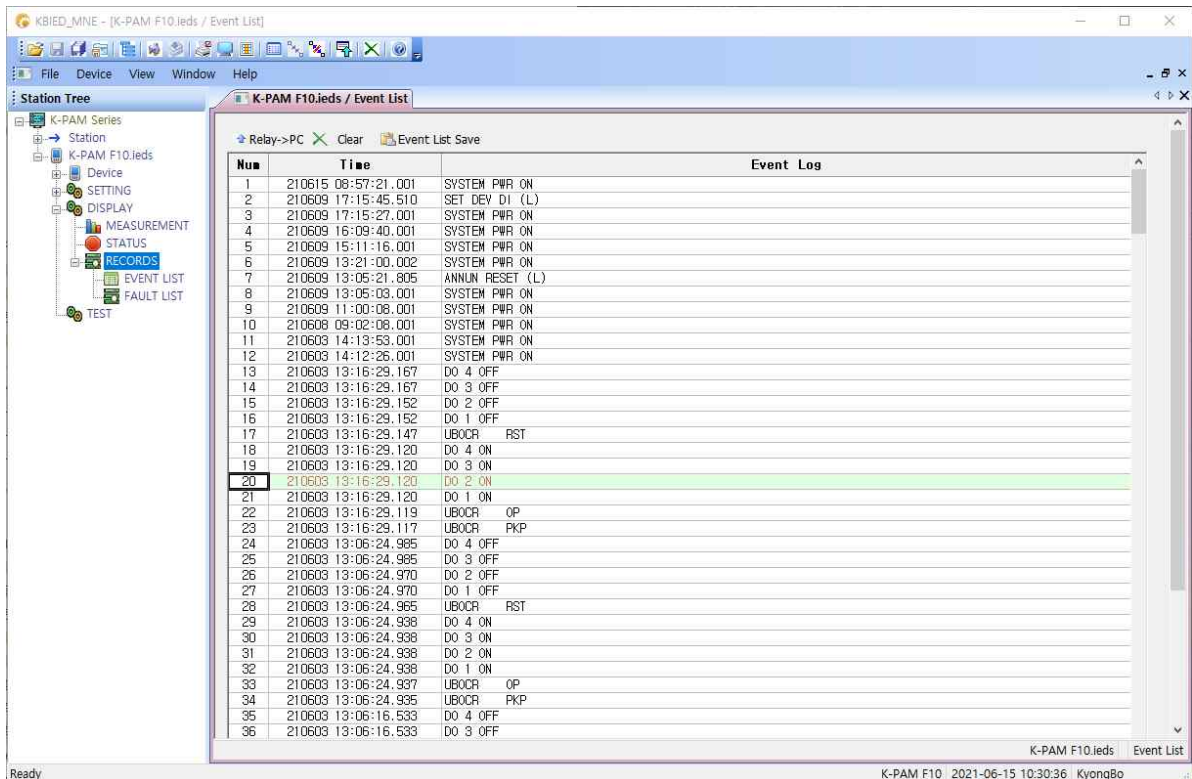 KBIED_MNE - [K-PAM F10.ieds / Event List]
File Device View Window Help
Station Tree
K-PAM F10.ieds / Event List
K-PAM Series
Station
K-PAM F10.ieds
Device
SETTING
DISPLAY
MEASUREMENT
STATUS
RECORDS
EVENT LIST
FAULT LIST
TEST
Relay->PC Clear Event List Save
Num Time Event Log
1 210615 08:57:21.001 SYSTEM PWR ON
2 210609 17:15:45.510 SET DEV DI (L)
3 210609 17:15:27.001 SYSTEM PWR ON
4 210609 16:09:40.001 SYSTEM PWR ON
5 210609 15:11:16.001 SYSTEM PWR ON
6 210609 13:21:00.002 SYSTEM PWR ON
7 210609 13:05:21.805 ANNUN RESET (L)
8 210609 13:05:03.001 SYSTEM PWR ON
9 210609 11:00:08.001 SYSTEM PWR ON
10 210608 09:02:08.001 SYSTEM PWR ON
11 210603 14:13:53.001 SYSTEM PWR ON
12 210603 14:12:26.001 SYSTEM PWR ON
13 210603 13:16:29.167 DO 4 OFF
14 210603 13:16:29.167 DO 3 OFF
15 210603 13:16:29.152 DO 2 OFF
16 210603 13:16:29.152 DO 1 OFF
17 210603 13:16:29.147 UBOCR RST
18 210603 13:16:29.120 DO 4 ON
19 210603 13:16:29.120 DO 3 ON
20 210603 13:16:29.120 DO 2 ON
21 210603 13:16:29.120 DO 1 ON
22 210603 13:16:29.119 UBOCR OP
23 210603 13:16:29.117 UBOCR PKP
24 210603 13:06:24.985 DO 4 OFF
25 210603 13:06:24.985 DO 3 OFF
26 210603 13:06:24.970 DO 2 OFF
27 210603 13:06:24.970 DO 1 OFF
28 210603 13:06:24.965 UBOCR RST
29 210603 13:06:24.938 DO 4 ON
30 210603 13:06:24.938 DO 3 ON
31 210603 13:06:24.938 DO 2 ON
32 210603 13:06:24.938 DO 1 ON
33 210603 13:06:24.937 UBOCR OP
34 210603 13:06:24.935 UBOCR PKP
35 210603 13:06:16.533 DO 4 OFF
36 210603 13:06:16.533 DO 3 OFF
K-PAM F10.ieds Event List
Ready K-PAM F10 2021-06-15 10:30:36 KyongBo